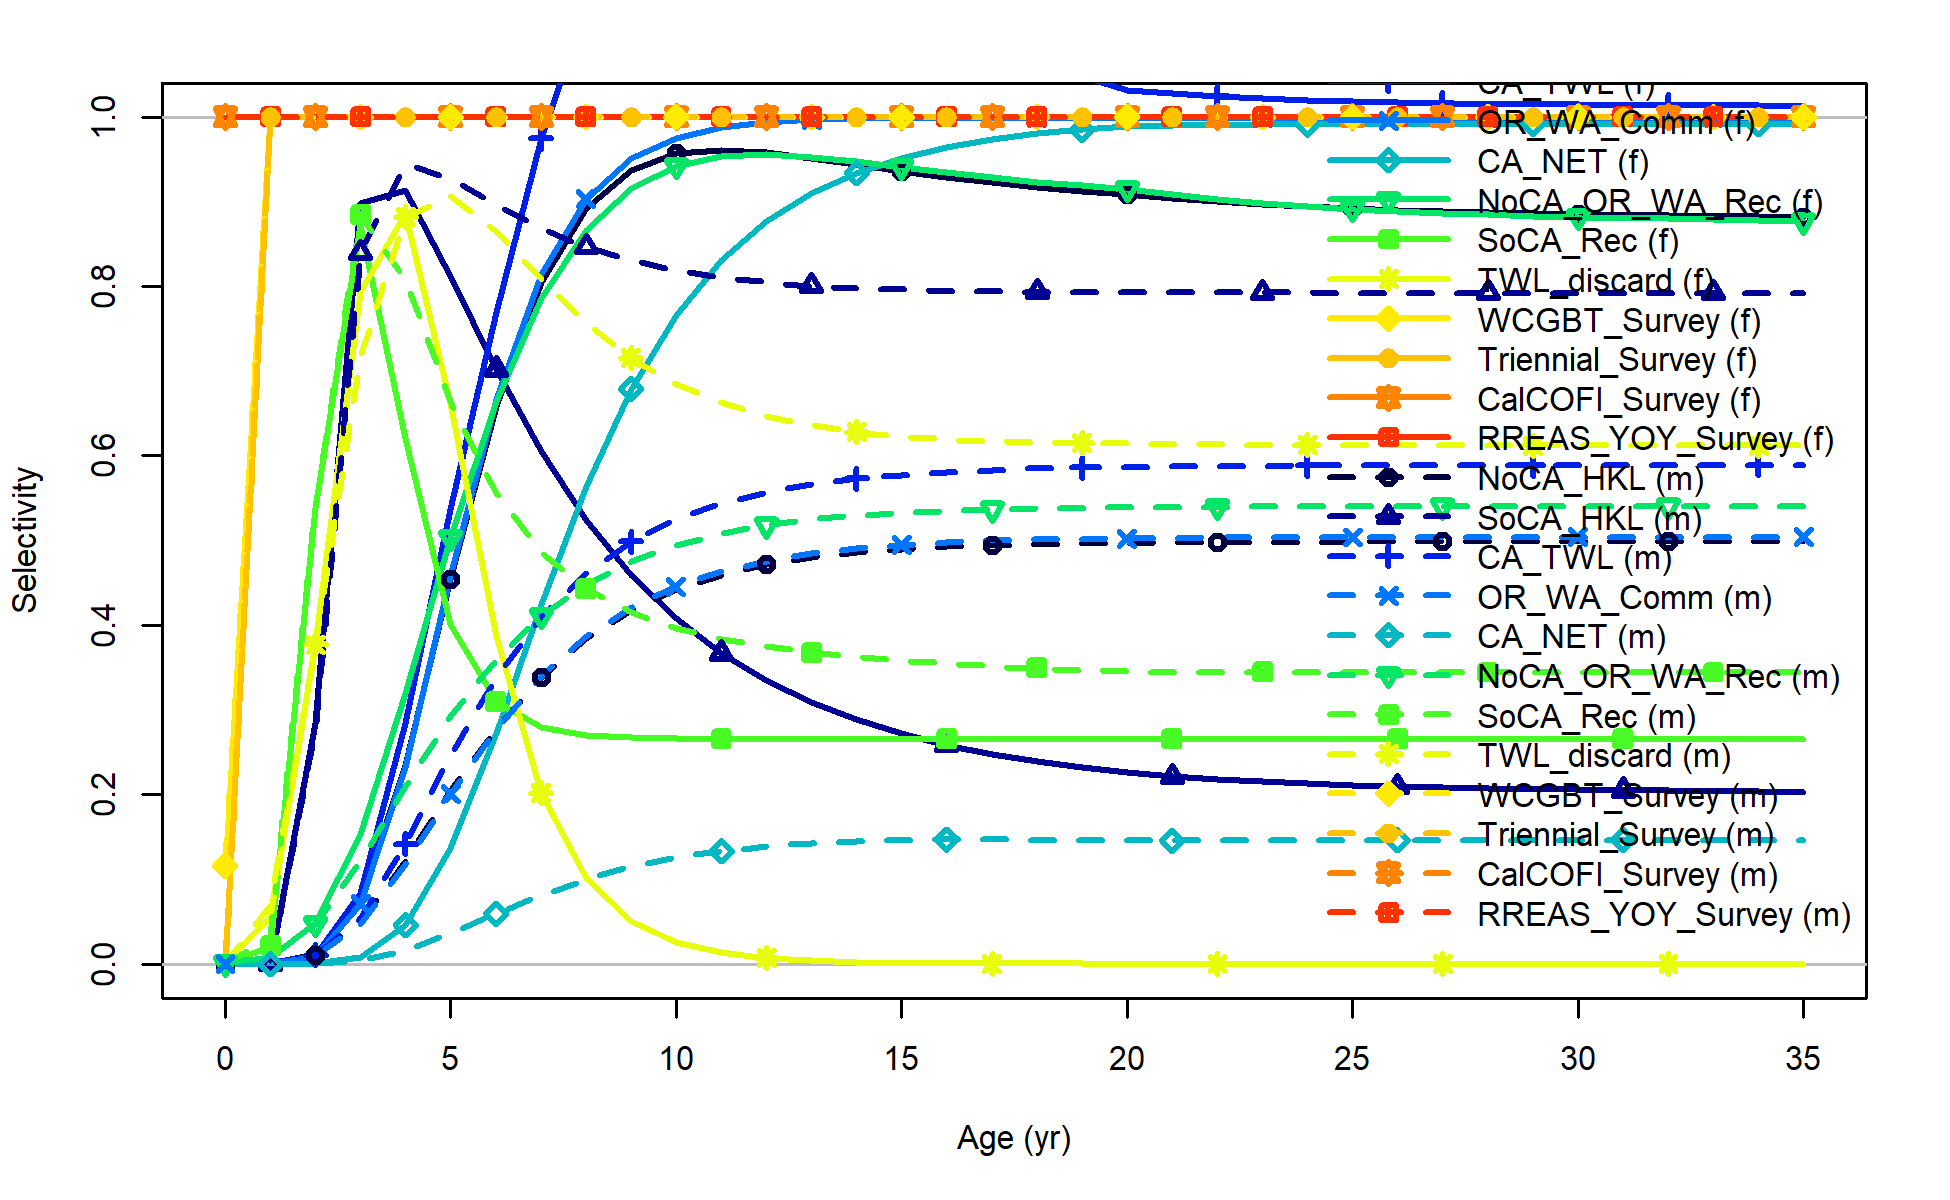 CA_TWL (f)
OR_WA_Comm (f)
CA_NET (f)
NoCA_OR_WA_Rec (f)
SoCA_Rec (f)
TWL_discard (f)
WCGBT_Survey (f)
Triennial_Survey (f)
CalCOFI_Survey (f)
RREAS_YOY_Survey (f)
NoCA_HKL (m)
SoCA_HKL (m)
CA_TWL (m)
OR_WA_Comm (m)
CA_NET (m)
NoCA_OR_WA_Rec (m)
SoCA_Rec (m)
TWL_discard (m)
WCGBT_Survey (m)
Triennial_Survey (m)
CalCOFI_Survey (m)
RREAS_YOY_Survey (m)
1.0
0.8
0.6
0.4
0.2
0.0
Selectivity
0 5 10 15 20 25 30 35
Age (yr)